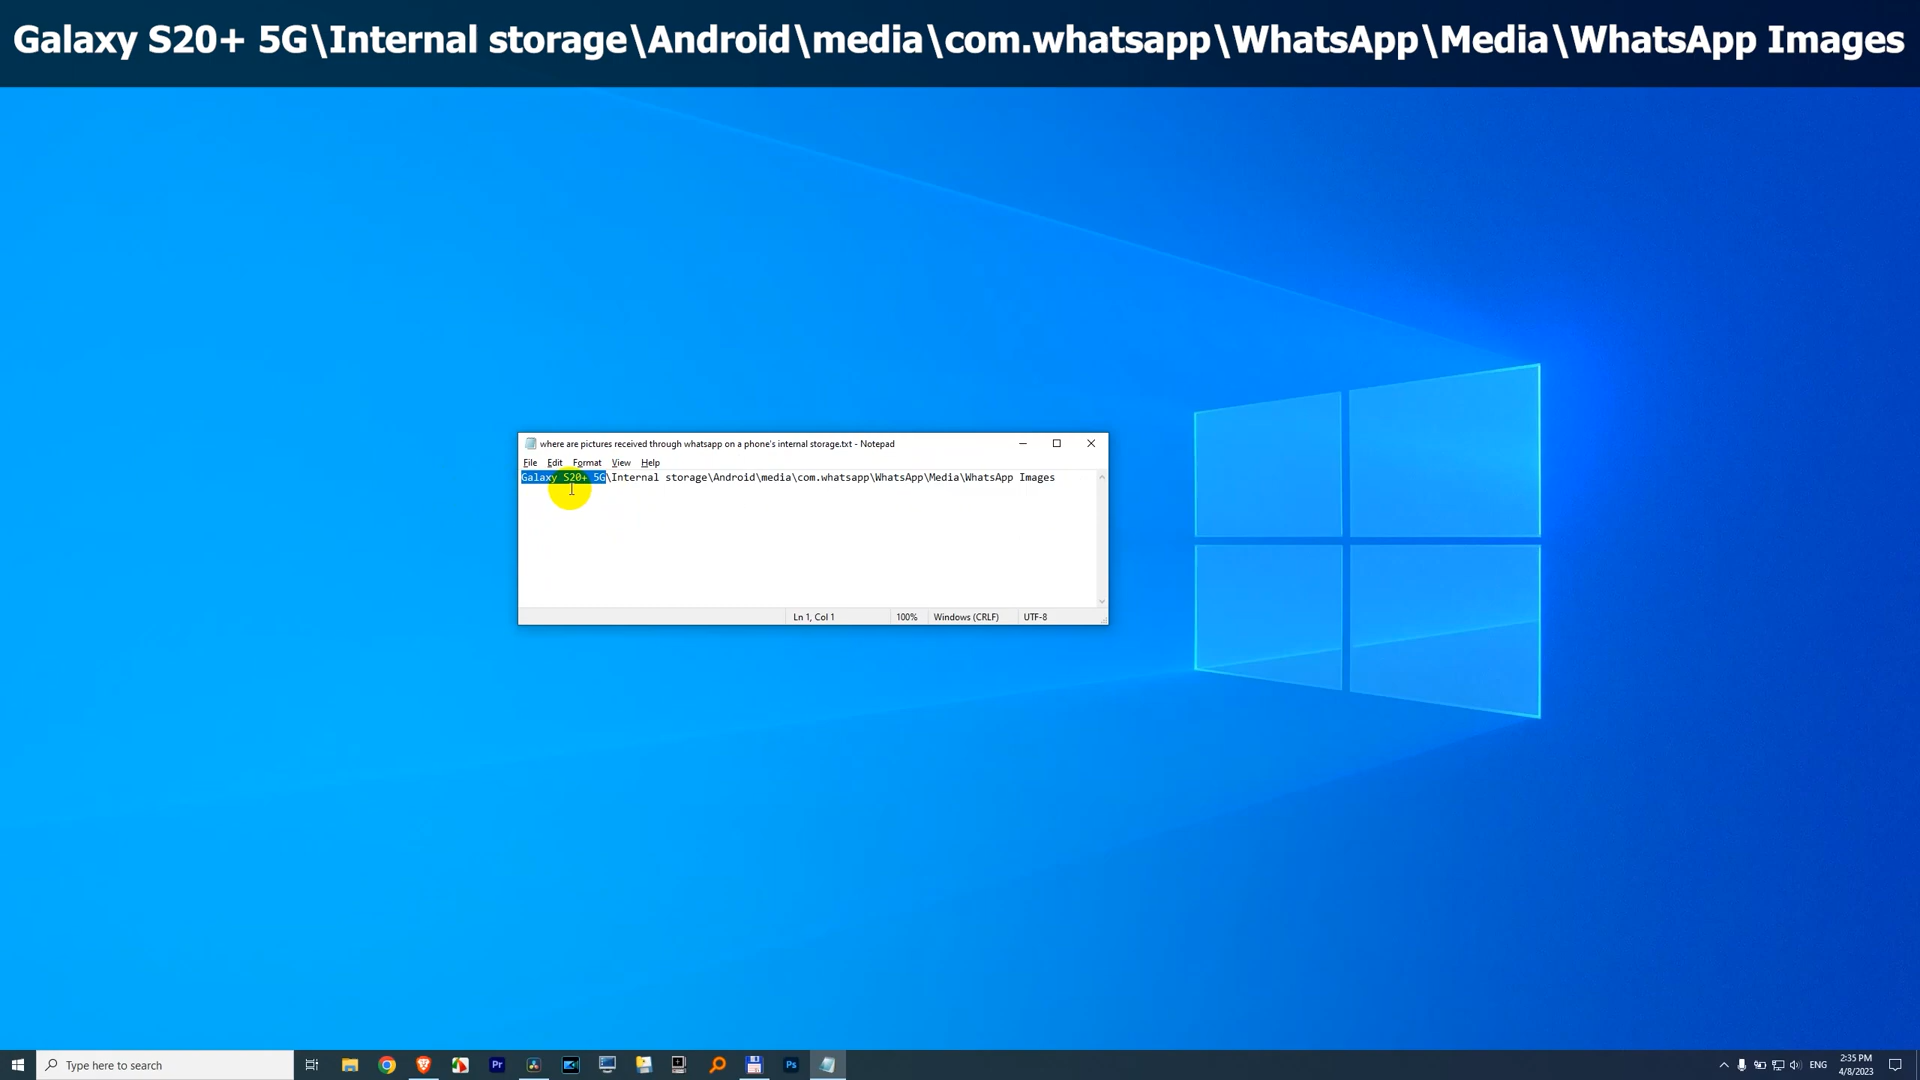 Galaxy S20+ 5G\Internal storage\Android\media\com.whatsapp\WhatsApp\Media\WhatsApp Images
where are pictures received through whatsapp on a phone's internal storage.txt - Notepad
File Edit Format View Help
Galaxy S20+ 5G\Internal storage\Android\media\com.whatsapp\WhatsApp\Media\WhatsApp Images
Ln 1, Col 1 100% Windows (CRLF) UTF-8
Type here to search Pr Ps ENG 2:35 PM
4/8/2023